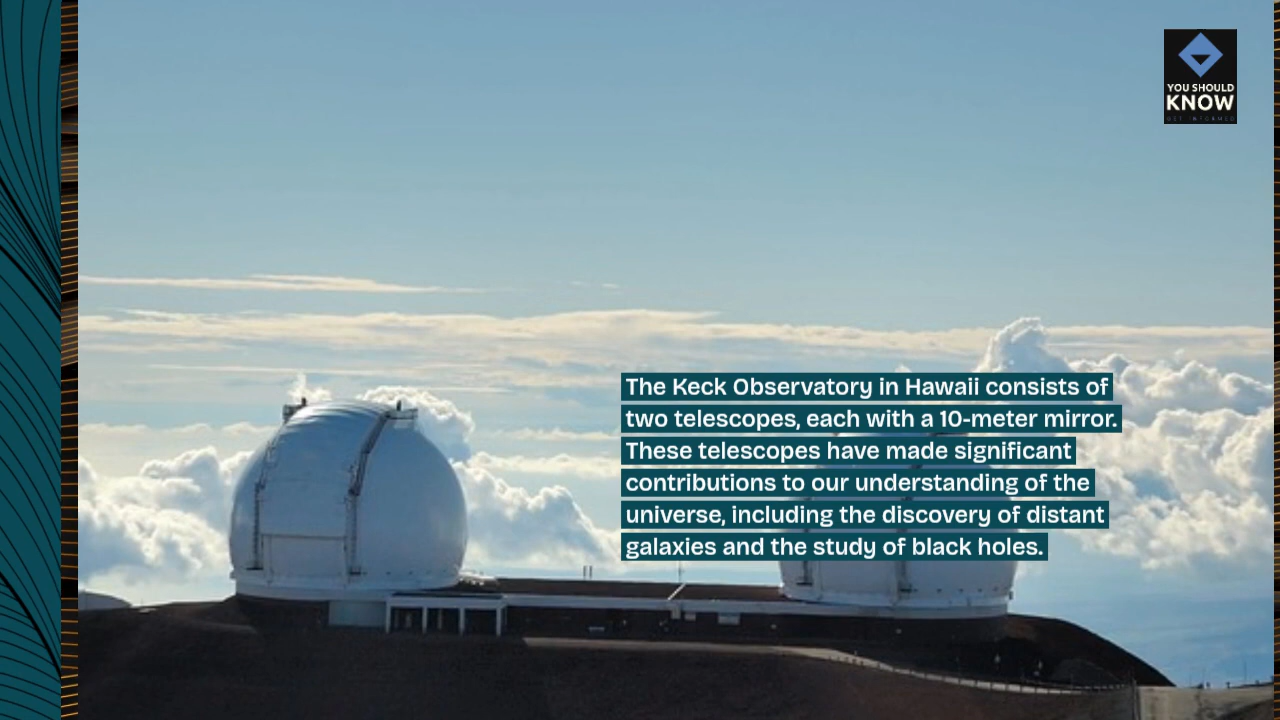 YOU SHOULD
KNOW
GET INFORMED
The Keck Observatory in Hawaii consists of
two telescopes, each with a 10-meter mirror.
These telescopes have made significant
contributions to our understanding of the
universe, including the discovery of distant
galaxies and the study of black holes.